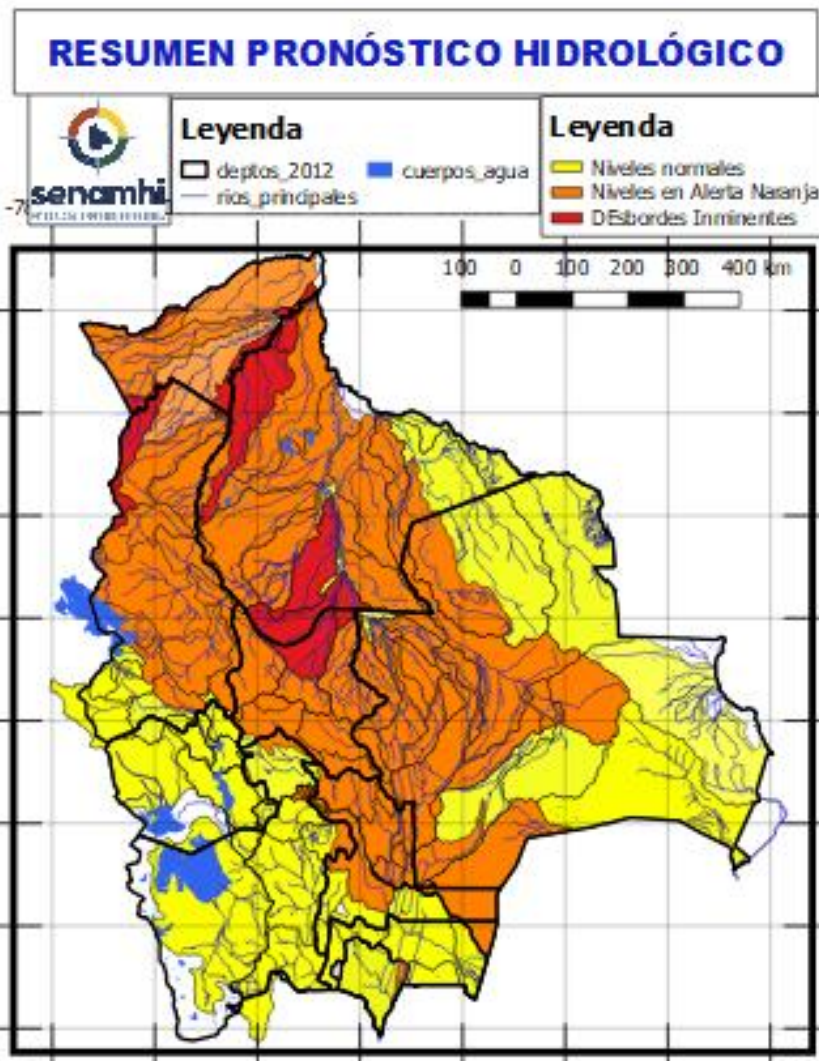 RESUMEN PRONÓSTICO HIDROLÓGICO
senamhi
Leyenda
deptos_2012
cuerpos_agua
rios_principales
Leyenda
Niveles normales
Niveles en Alerta Naranja
DEsbordes Inminentes
100 0 100 200 300 400 km